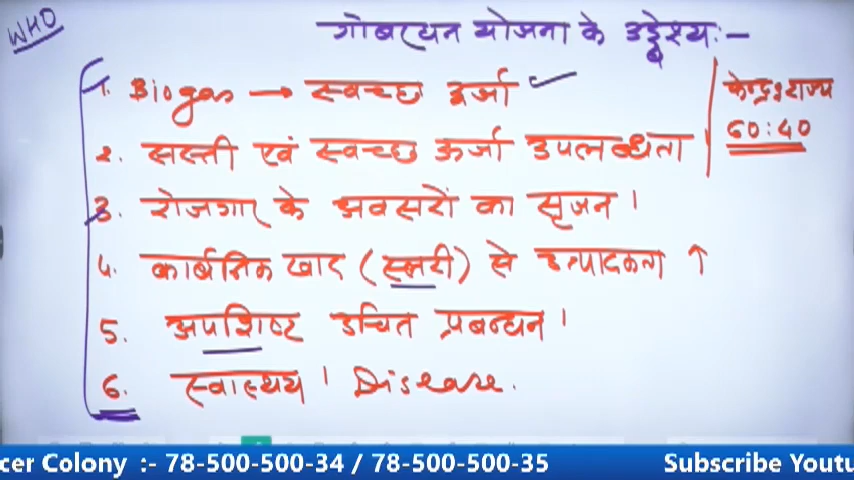 WHO
गोबरधन योजना के उद्देश्य :-
1. Biogas → स्वच्छ ऊर्जा ✓
केन्द्र : राज्य
60:40
2. सस्ती एवं स्वच्छ ऊर्जा उपलब्धता
3. रोजगार के अवसरों का सृजन ।
4. कार्बनिक खाद (स्लरी) से उत्पादकता ↑
5. अपशिष्ट उचित प्रबन्धन ।
6. स्वास्थय । Disease.
cer Colony :- 78-500-500-34 / 78-500-500-35 Subscribe Youtu